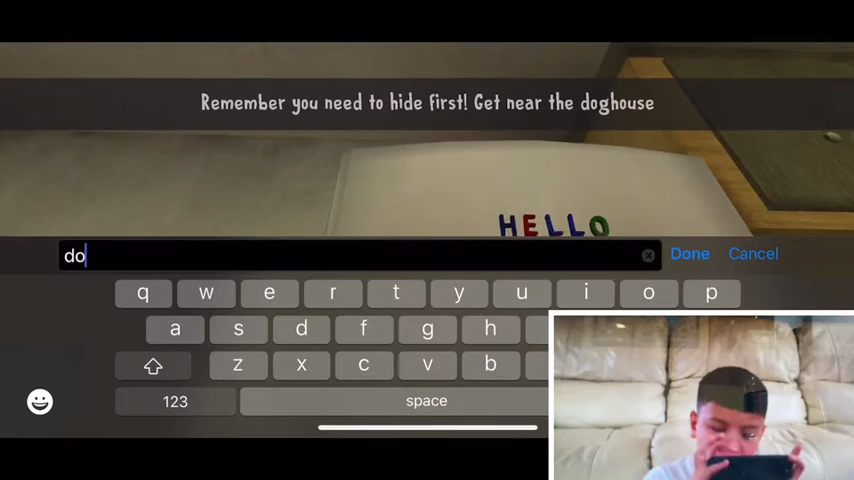 Remember you need to hide first! Get near the doghouse
HELLO
do
Done Cancel
q w e r t y u i o p
a s d f g h
z x c v b
123 space